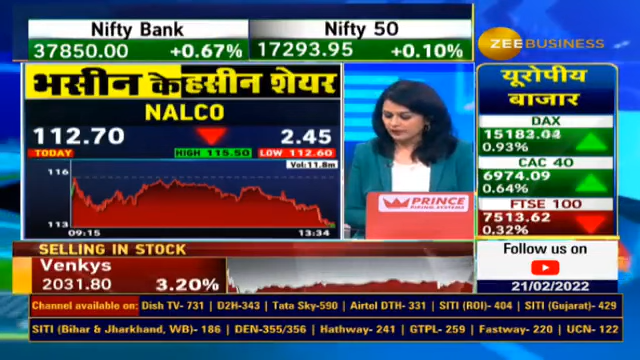 Nifty Bank
37850.00 +0.67%
Nifty 50
17293.95 +0.10%
ZEE BUSINESS
भसीन के हसीन शेयर
NALCO
112.70 2.45
TODAY HIGH 115.50 LOW 112.60
Vol:11.8m
116
113
09:15 13:34
PRINCE
PIPING SYSTEMS
यूरोपीय
बाजार
DAX
0.93%
CAC 40
6974.09
0.64%
FTSE 100
7513.62
0.32%
SELLING IN STOCK
Venkys
2031.80 3.20%
Follow us on
21/02/2022
Channel available on: Dish TV- 731 | D2H-343 | Tata Sky-590 | Airtel DTH- 331 | SITI (ROI)- 404 | SITI (Gujarat)- 429
SITI (Bihar & Jharkhand, WB)- 186 | DEN-355/356 | Hathway- 241 | GTPL- 259 | Fastway- 220 | UCN- 122